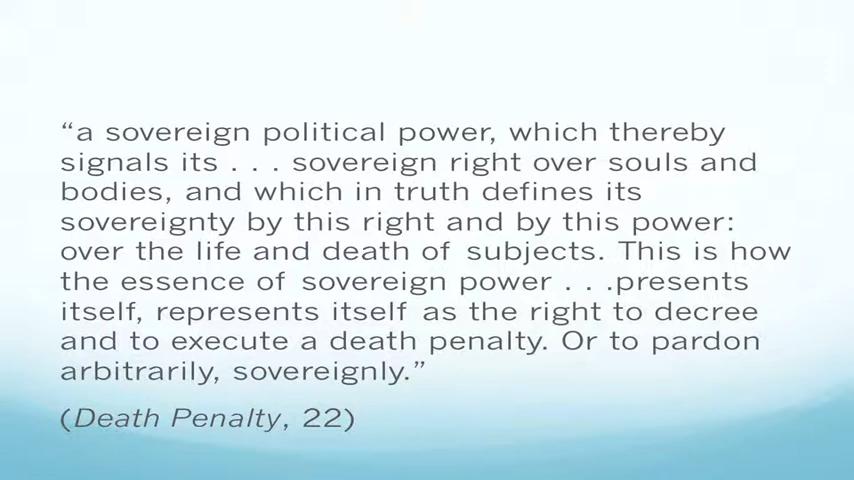 “a sovereign political power, which thereby
signals its . . . sovereign right over souls and
bodies, and which in truth defines its
sovereignty by this right and by this power:
over the life and death of subjects. This is how
the essence of sovereign power . . .presents
itself, represents itself as the right to decree
and to execute a death penalty. Or to pardon
arbitrarily, sovereignly.”
(Death Penalty, 22)